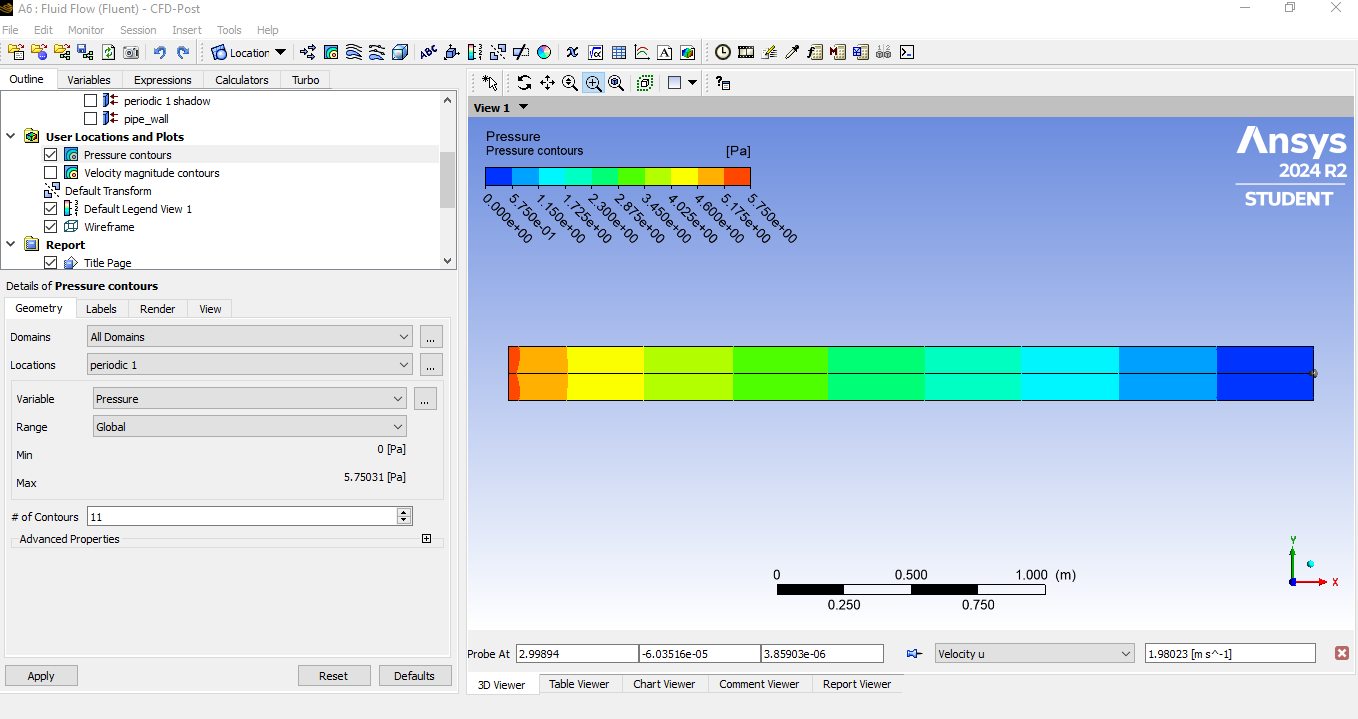 A6 : Fluid Flow (Fluent) - CFD-Post
File Edit Monitor Session Insert Tools Help
Location
ABC
A
Outline Variables Expressions Calculators Turbo
periodic 1 shadow
pipe_wall
User Locations and Plots
Pressure contours
Velocity magnitude contours
Default Transform
Default Legend View 1
Wireframe
Report
Title Page
Details of Pressure contours
Geometry Labels Render View
Domains All Domains ...
Locations periodic 1 ...
Variable Pressure ...
Range Global
Min 0 [Pa]
Max 5.75031 [Pa]
# of Contours 11
Advanced Properties
Apply Reset Defaults
View 1
Pressure
Pressure contours [Pa]
0.000e+00
5.750e-01
1.150e+00
1.725e+00
2.300e+00
2.875e+00
3.450e+00
4.025e+00
4.600e+00
5.175e+00
5.750e+00
Ansys
2024 R2
STUDENT
0 0.500 1.000 (m)
0.250 0.750
Y
X
Probe At 2.99894 -6.03516e-05 3.85903e-06 Velocity u 1.98023 [m s^-1]
3D Viewer Table Viewer Chart Viewer Comment Viewer Report Viewer